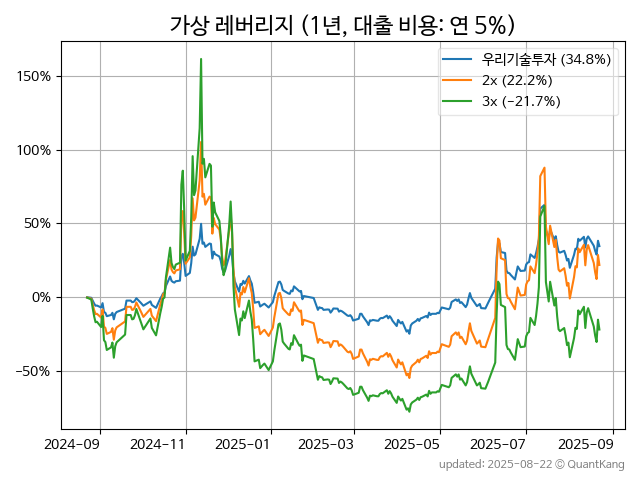 가상 레버리지 (1년, 대출 비용: 연 5%)
우리기술투자 (34.8%)
2x (22.2%)
3x (−21.7%)
150%
100%
50%
0%
−50%
2024-09 2024-11 2025-01 2025-03 2025-05 2025-07 2025-09
updated: 2025-08-22 © QuantKang